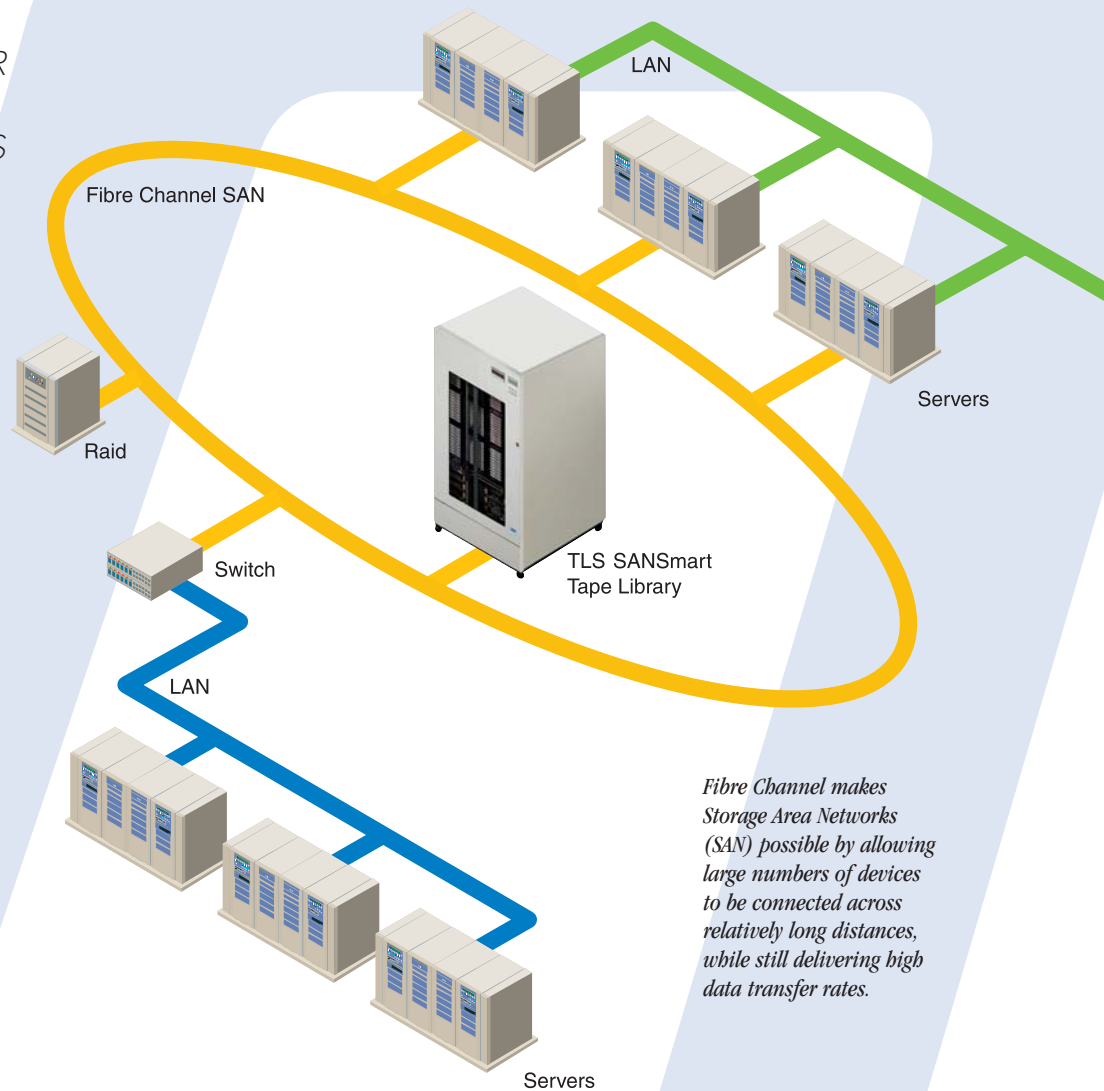 R
S
LAN
Fibre Channel SAN
Servers
Raid
TLS SANSmart
Tape Library
Switch
LAN
Fibre Channel makes
Storage Area Networks
(SAN) possible by allowing
large numbers of devices
to be connected across
relatively long distances,
while still delivering high
data transfer rates.
Servers